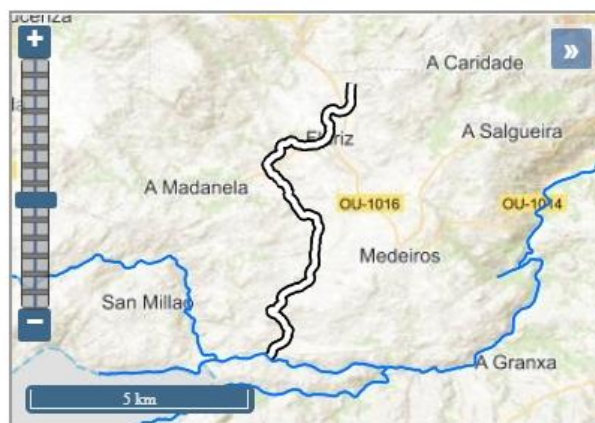 +
»
A Caridade
A Salgueira
A Madanela
OU-1016
OU-1014
Medeiros
San Millao
−
A Granxa
5 km